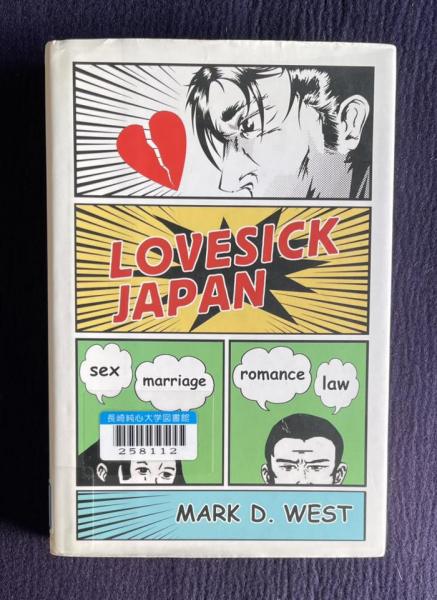 LOVESICK
JAPAN
sex
marriage
romance
law
長崎純心大学図書館
258112
MARK D. WEST